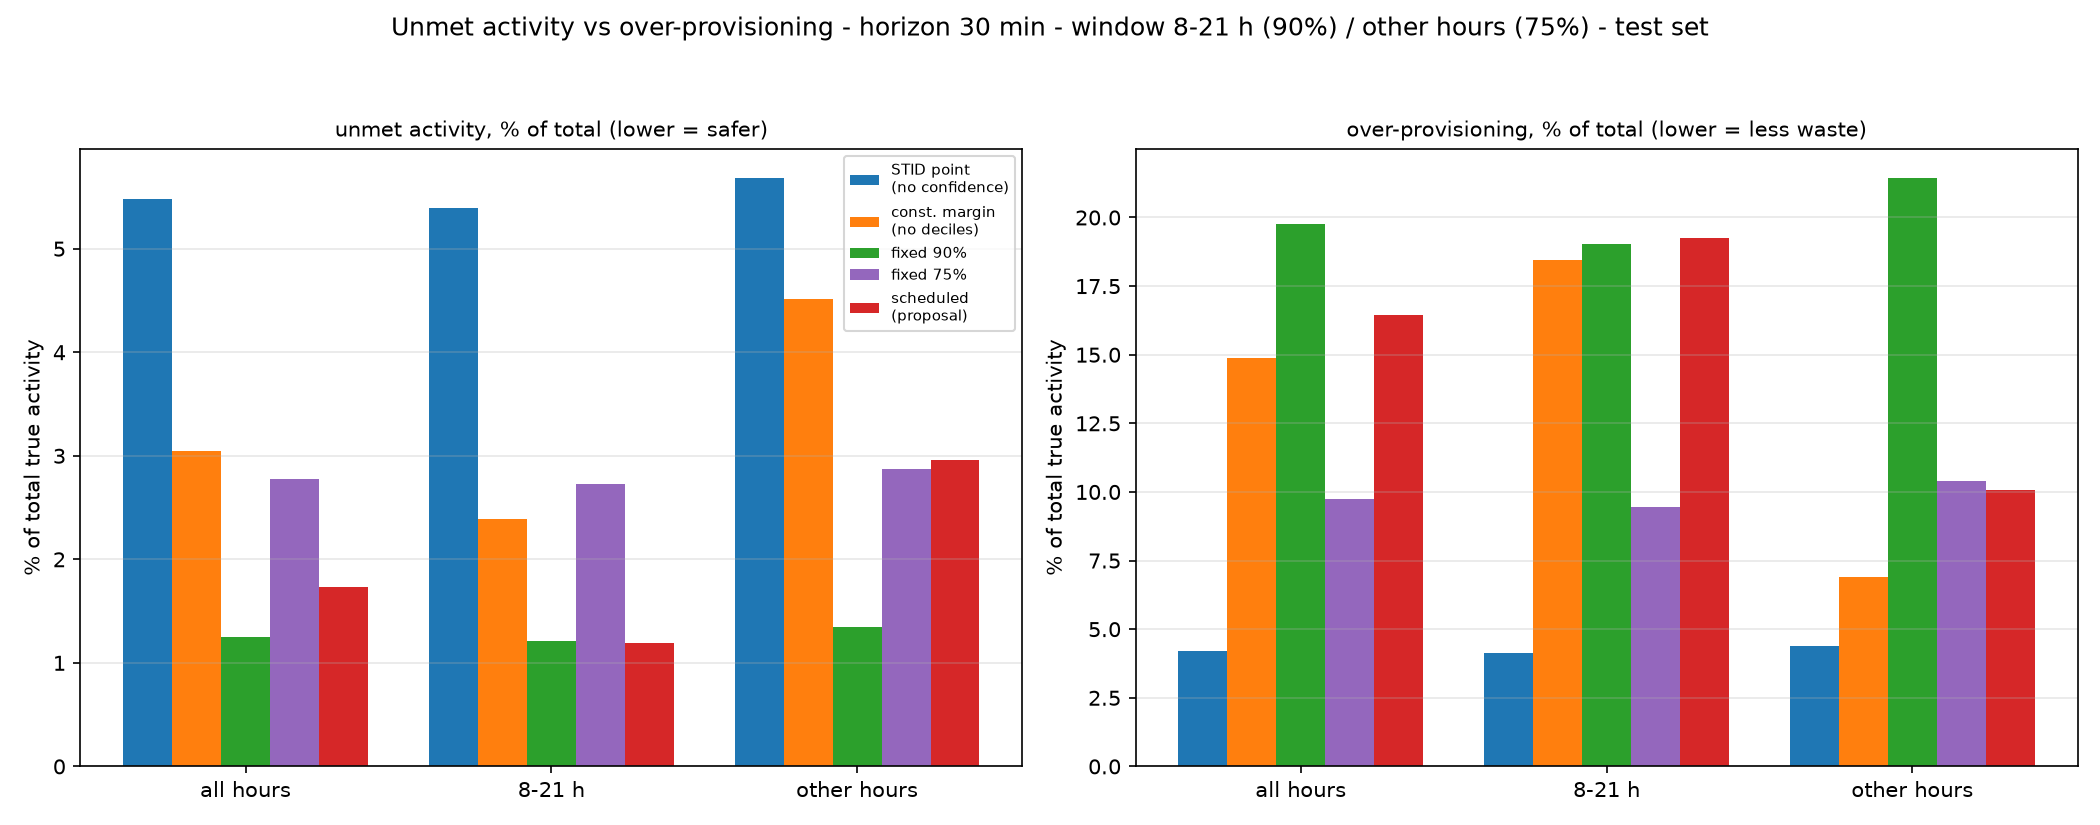 Unmet activity vs over-provisioning - horizon 30 min - window 8-21 h (90%) / other hours (75%) - test set
unmet activity, % of total (lower = safer)
% of total true activity
5
4
3
2
1
0
all hours
8-21 h
other hours
STID point
(no confidence)
const. margin
(no deciles)
fixed 90%
fixed 75%
scheduled
(proposal)
over-provisioning, % of total (lower = less waste)
% of total true activity
20.0
17.5
15.0
12.5
10.0
7.5
5.0
2.5
0.0
all hours
8-21 h
other hours